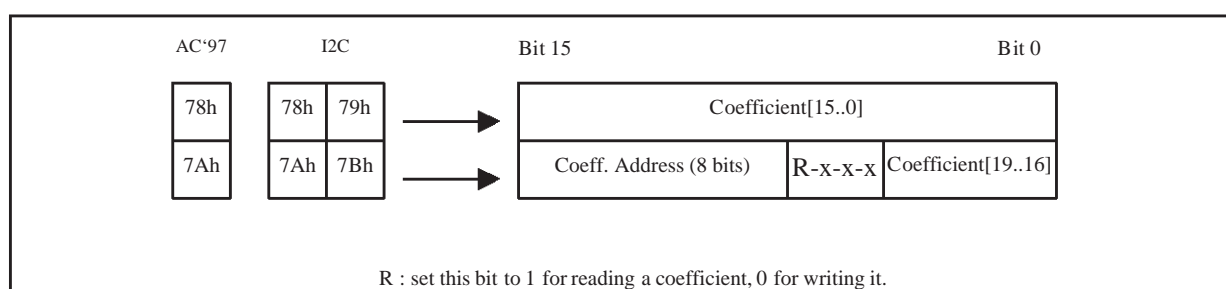 AC‘97 I2C Bit 15 Bit 0
78h 78h 79h Coefficient[15..0]
7Ah 7Ah 7Bh Coeff. Address (8 bits) R-x-x-x Coefficient[19..16]
R : set this bit to 1 for reading a coefficient, 0 for writing it.